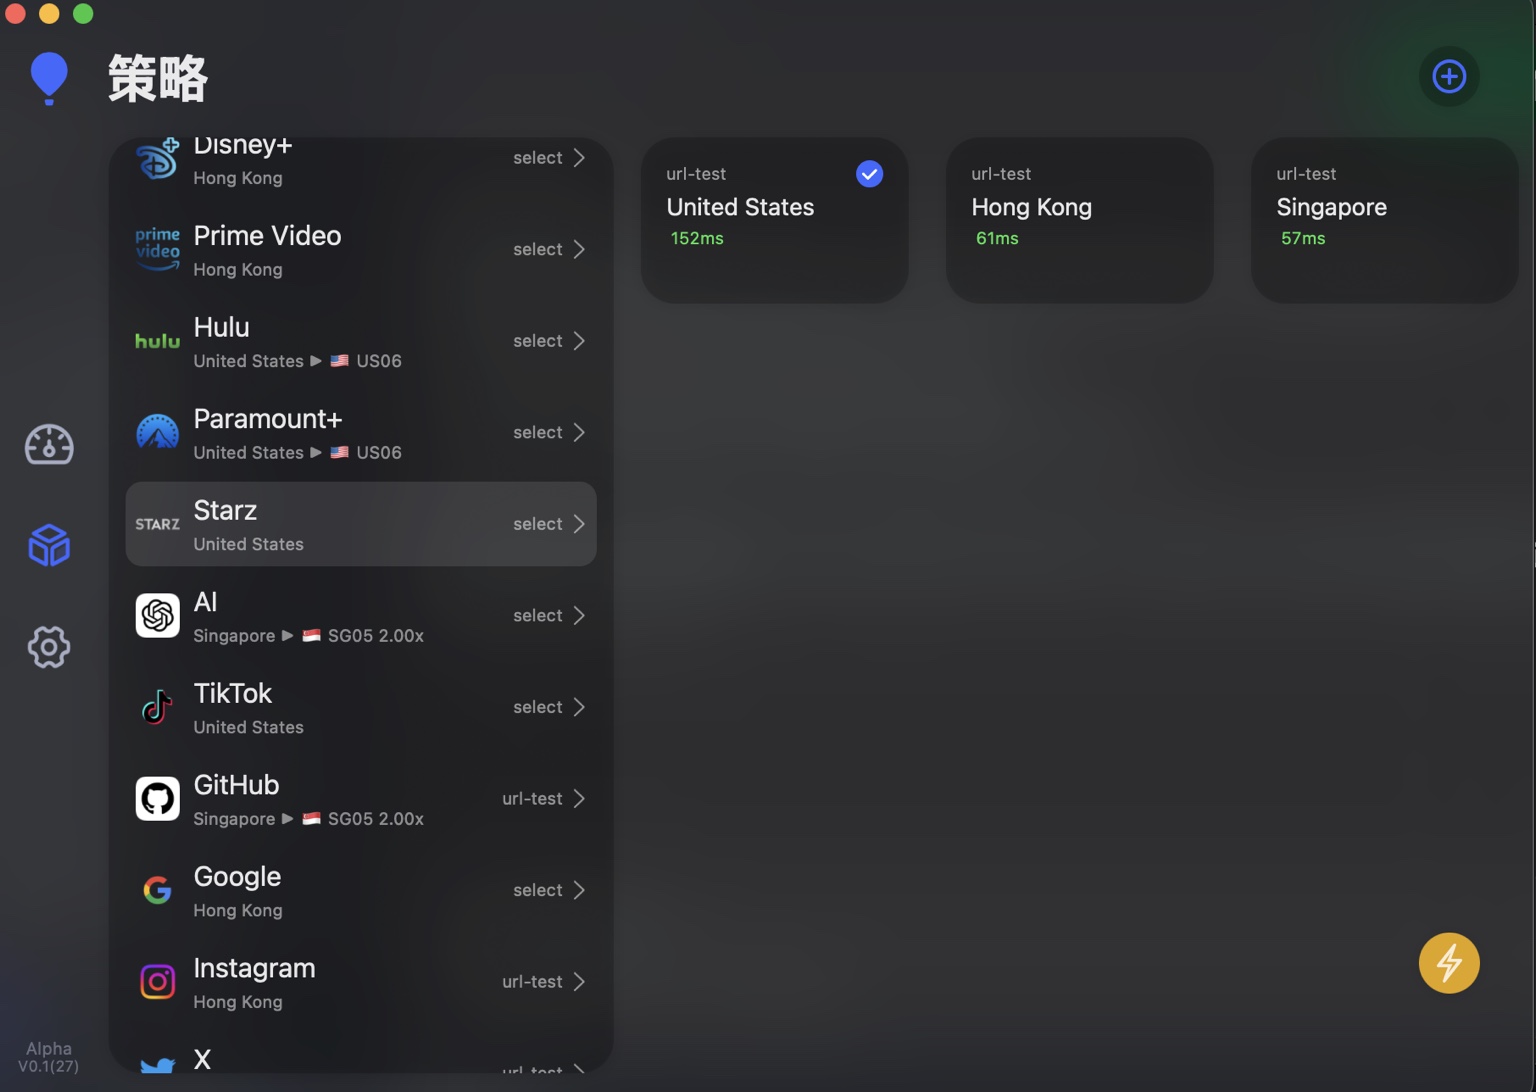 策略
Disney+
select
Hong Kong
prime video
Prime Video
select
Hong Kong
hulu
Hulu
select
United States ▶ 🇺🇸 US06
Paramount+
select
United States ▶ 🇺🇸 US06
STARZ
Starz
select
United States
AI
select
Singapore ▶ 🇸🇬 SG05 2.00x
TikTok
select
United States
GitHub
url-test
Singapore ▶ 🇸🇬 SG05 2.00x
Google
select
Hong Kong
Instagram
url-test
Hong Kong
X
url-test
url-test
United States
152ms
url-test
Hong Kong
61ms
url-test
Singapore
57ms
Alpha
V0.1(27)